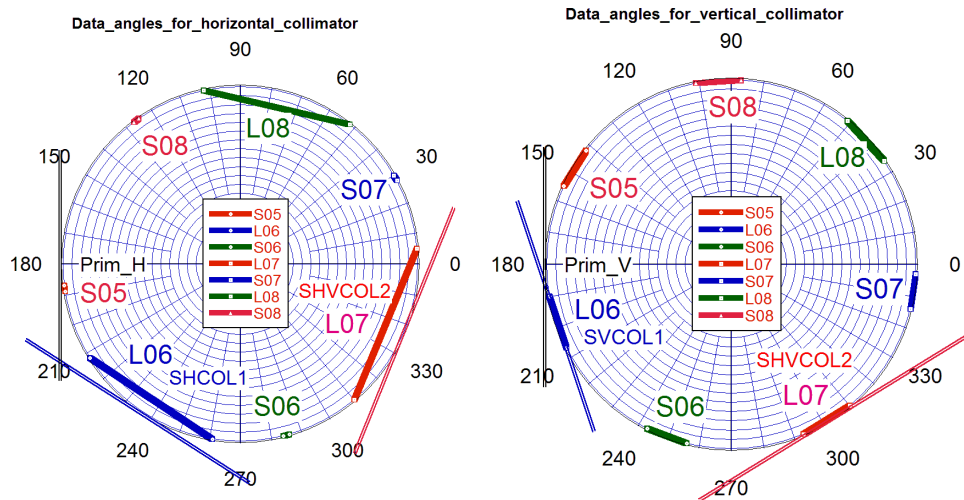 Data_angles_for_horizontal_collimator
90
120
60
150
30
180
0
210
330
240
300
270
S08
L08
S07
Prim_H
S05
SHVCOL2
L07
L06
SHCOL1
S06
S05
L06
S06
L07
S07
L08
S08
Data_angles_for_vertical_collimator
90
120
60
150
30
180
0
210
330
240
300
270
S08
L08
S05
Prim_V
S07
L06
SVCOL1
SHVCOL2
L07
S06
S05
L06
S06
L07
S07
L08
S08